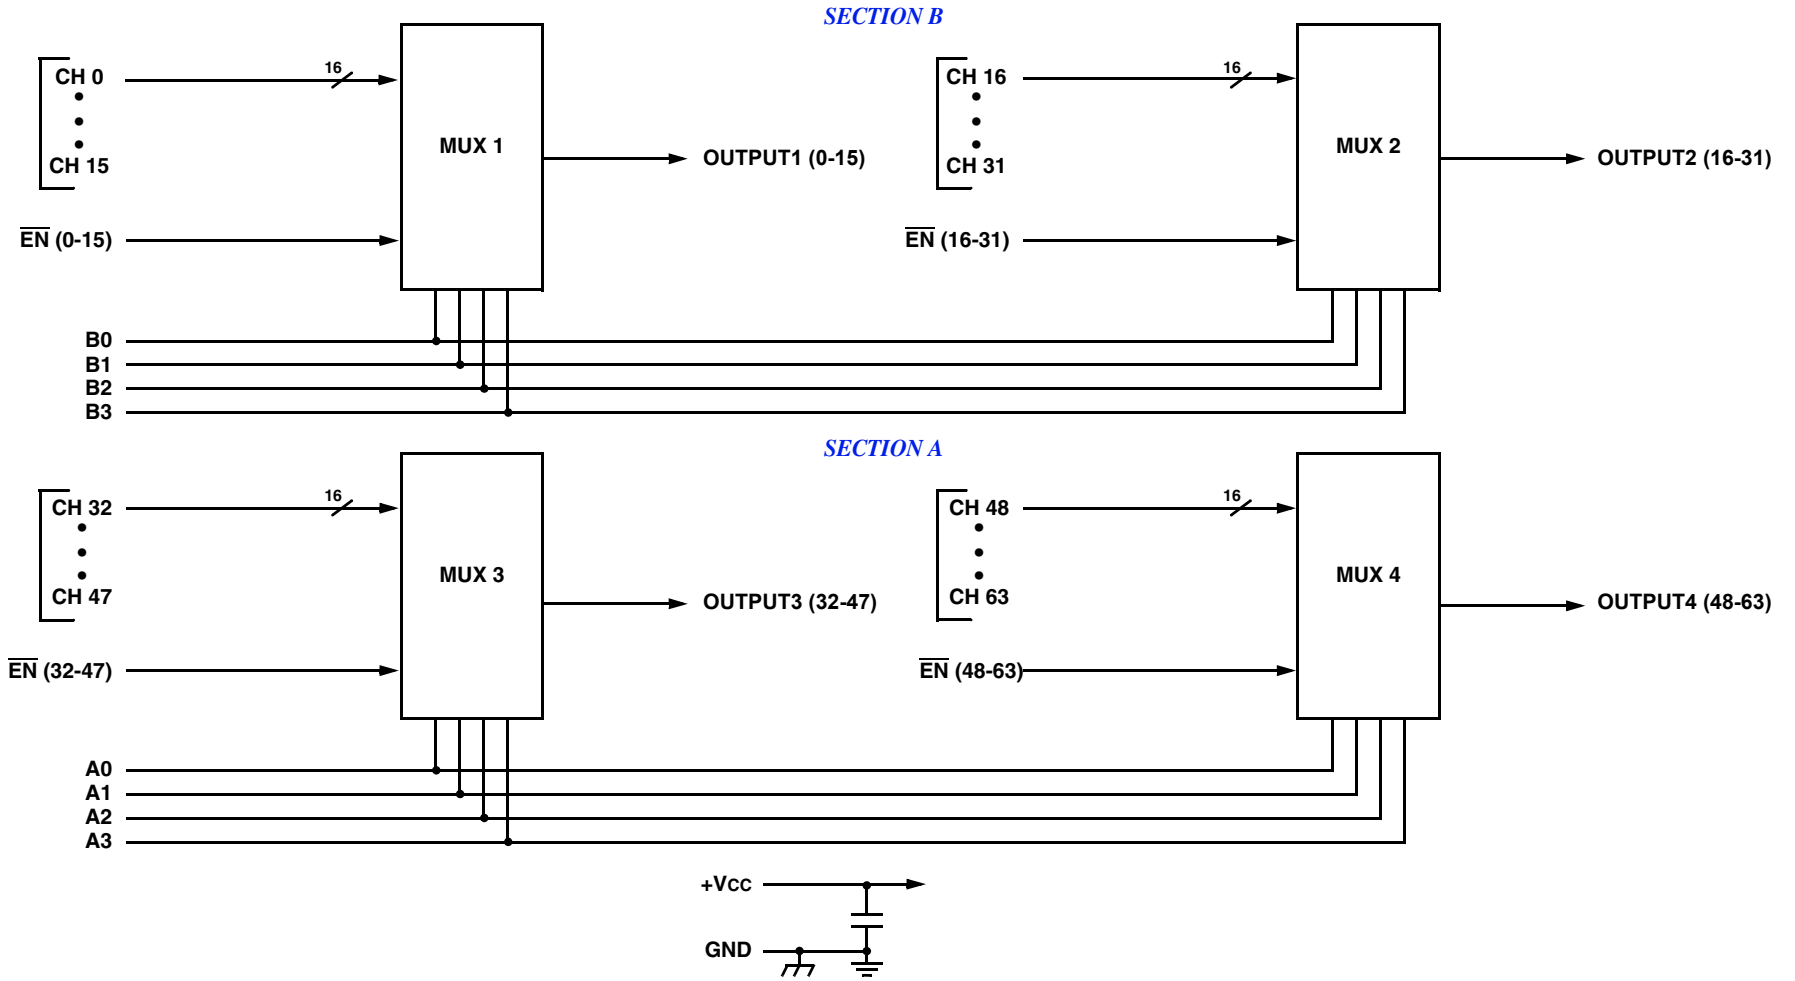 SECTION B
CH 0
16
CH 15
MUX 1
OUTPUT1 (0-15)
EN (0-15)
CH 16
16
CH 31
MUX 2
OUTPUT2 (16-31)
EN (16-31)
B0
B1
B2
B3
SECTION A
CH 32
16
CH 47
MUX 3
OUTPUT3 (32-47)
EN (32-47)
CH 48
16
CH 63
MUX 4
OUTPUT4 (48-63)
EN (48-63)
A0
A1
A2
A3
+VCC
GND